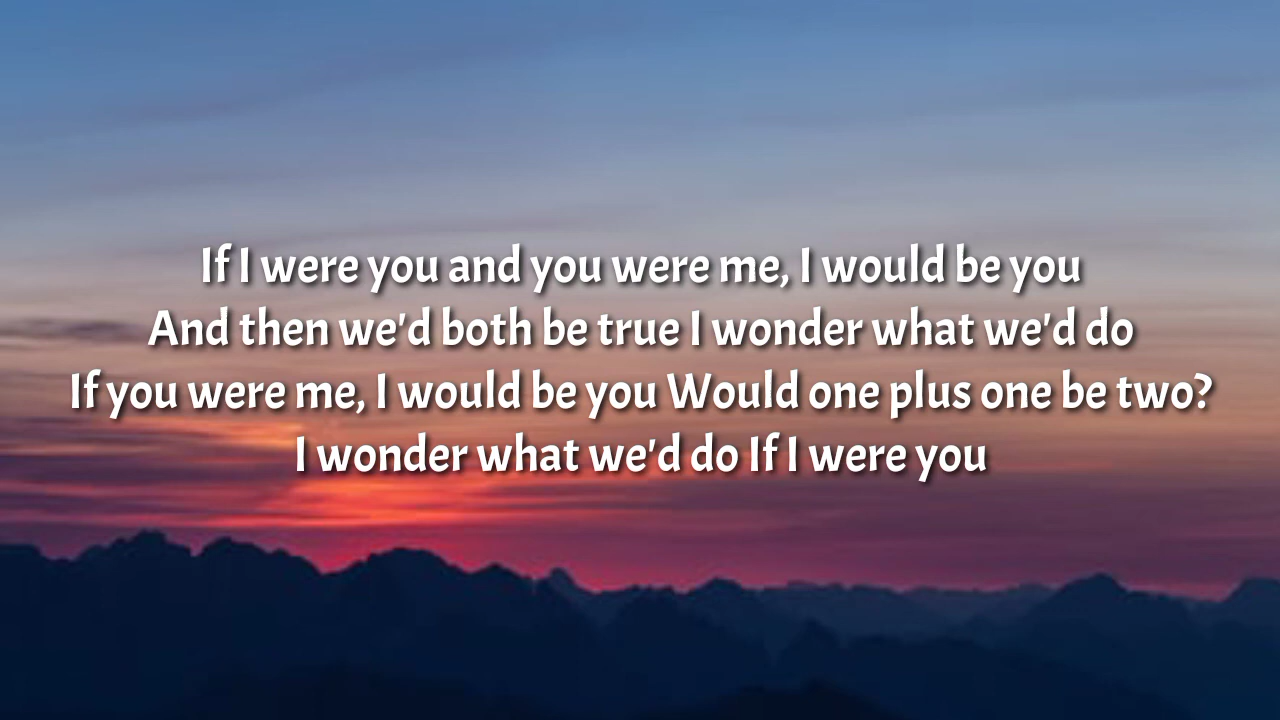 If I were you and you were me, I would be you
And then we'd both be true I wonder what we'd do
If you were me, I would be you Would one plus one be two?
I wonder what we'd do If I were you